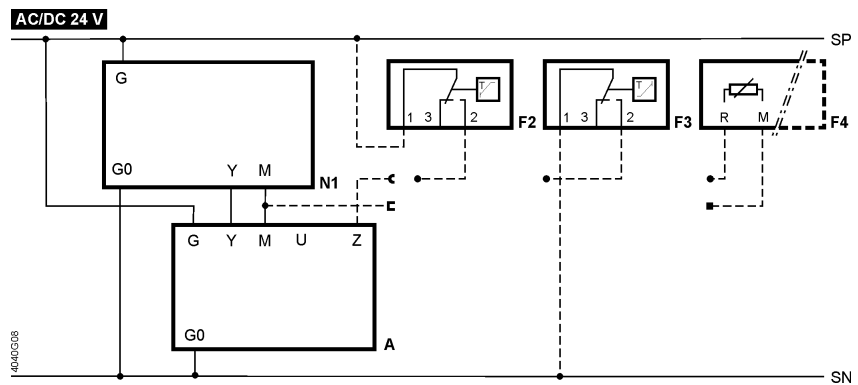 AC/DC 24 V
SP
G
T
T
1 3 2
F2
1 3 2
F3
R M
F4
G0 Y M
N1
G Y M U Z
G0
A
4040G08
SN